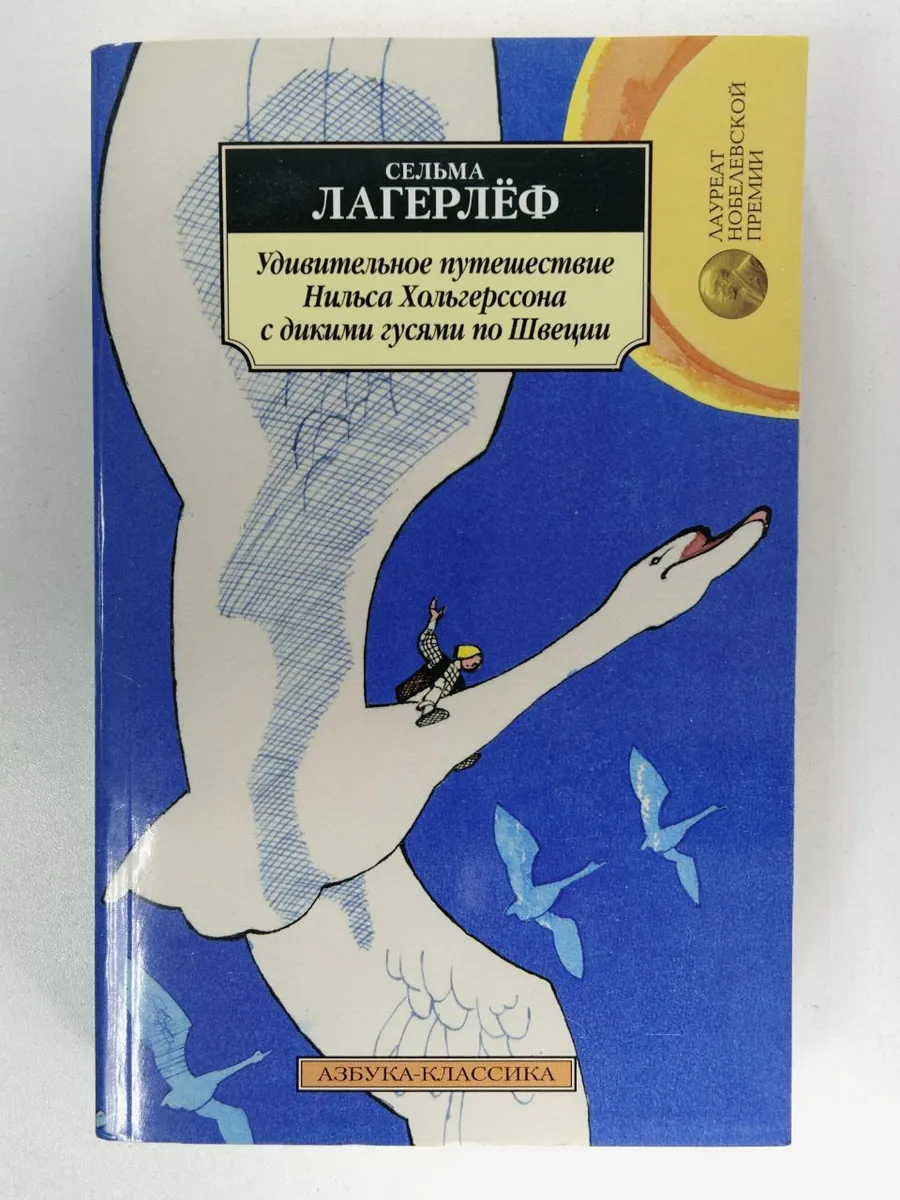 СЕЛЬМА
ЛАГЕРЛЁФ
Удивительное путешествие
Нильса Хольгерссона
с дикими гусями по Швеции
ЛАУРЕАТ
НОБЕЛЕВСКОЙ
ПРЕМИИ
АЗБУКА-КЛАССИКА